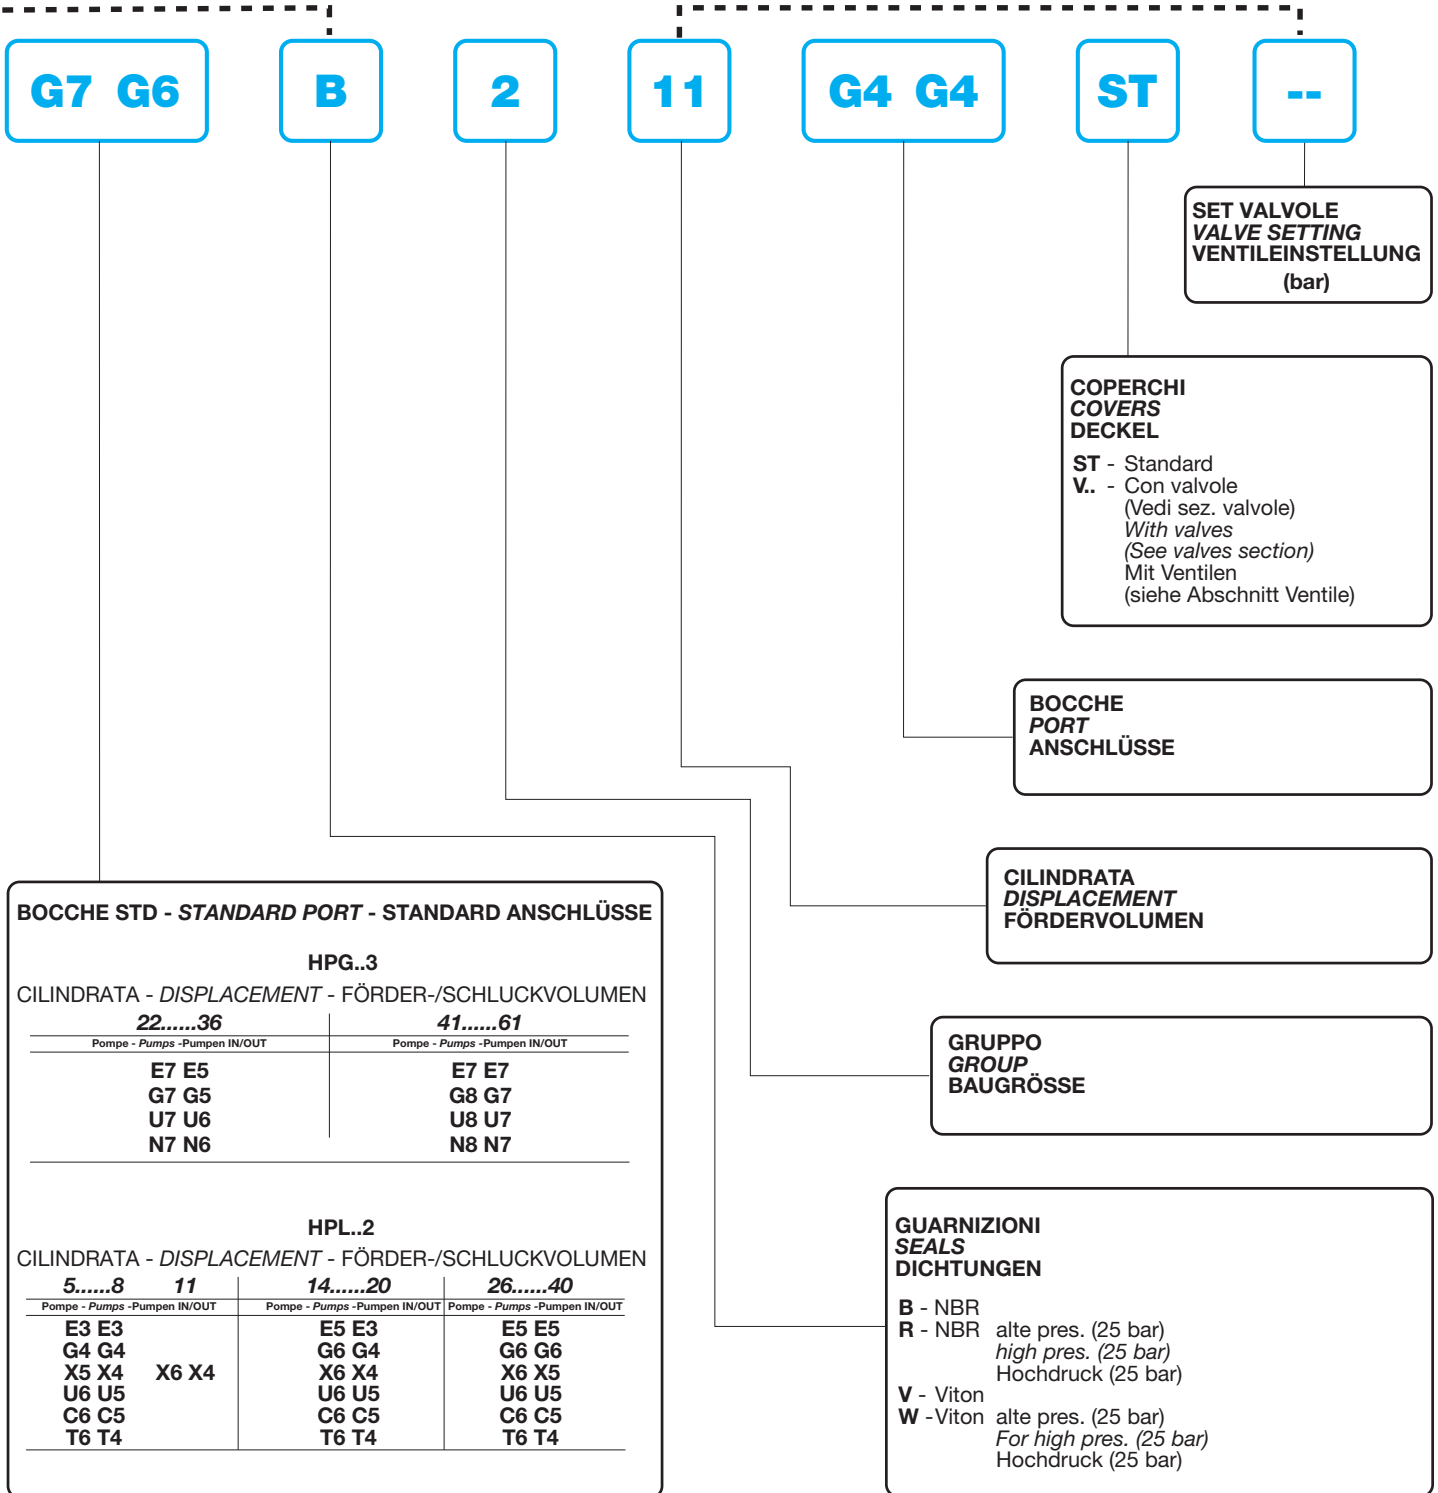 G7 G6 B 2 11 G4 G4 ST --
SET VALVOLE
VALVE SETTING
VENTILEINSTELLUNG
(bar)
COPERCHI
COVERS
DECKEL
ST - Standard
V.. - Con valvole
(Vedi sez. valvole)
With valves
(See valves section)
Mit Ventilen
(siehe Abschnitt Ventile)
BOCCHE
PORT
ANSCHLÜSSE
CILINDRATA
DISPLACEMENT
FÖRDERVOLUMEN
GRUPPO
GROUP
BAUGRÖSSE
GUARNIZIONI
SEALS
DICHTUNGEN
B - NBR
R - NBR alte pres. (25 bar)
high pres. (25 bar)
Hochdruck (25 bar)
V - Viton
W -Viton alte pres. (25 bar)
For high pres. (25 bar)
Hochdruck (25 bar)
BOCCHE STD - STANDARD PORT - STANDARD ANSCHLÜSSE
HPG..3
CILINDRATA - DISPLACEMENT - FÖRDER-/SCHLUCKVOLUMEN
22......36 41......61
Pompe - Pumps -Pumpen IN/OUT Pompe - Pumps -Pumpen IN/OUT
E7 E5 E7 E7
G7 G5 G8 G7
U7 U6 U8 U7
N7 N6 N8 N7
HPL..2
CILINDRATA - DISPLACEMENT - FÖRDER-/SCHLUCKVOLUMEN
5......8 11 14......20 26......40
Pompe - Pumps -Pumpen IN/OUT Pompe - Pumps -Pumpen IN/OUT Pompe - Pumps -Pumpen IN/OUT
E3 E3 E5 E3 E5 E5
G4 G4 G6 G4 G6 G6
X5 X4 X6 X4 X6 X4 X6 X5
U6 U5 U6 U5 U6 U5
C6 C5 C6 C5 C6 C5
T6 T4 T6 T4 T6 T4